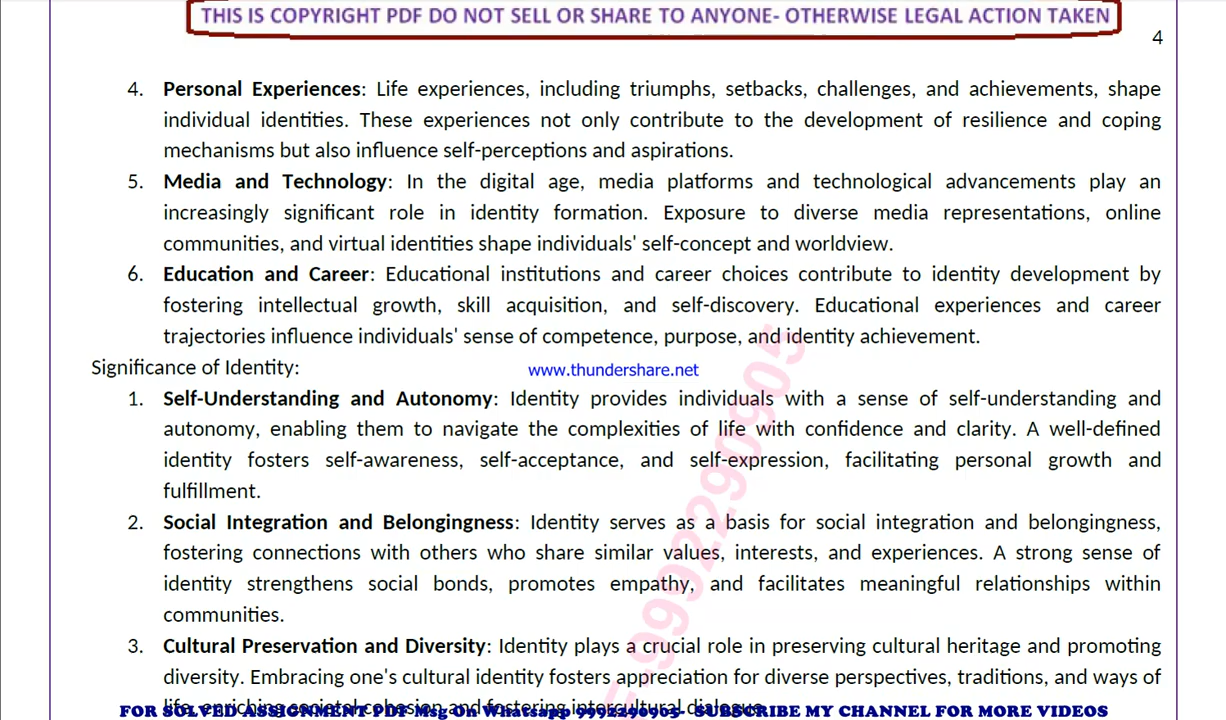 THIS IS COPYRIGHT PDF DO NOT SELL OR SHARE TO ANYONE- OTHERWISE LEGAL ACTION TAKEN
4
4. Personal Experiences: Life experiences, including triumphs, setbacks, challenges, and achievements, shape
individual identities. These experiences not only contribute to the development of resilience and coping
mechanisms but also influence self-perceptions and aspirations.
5. Media and Technology: In the digital age, media platforms and technological advancements play an
increasingly significant role in identity formation. Exposure to diverse media representations, online
communities, and virtual identities shape individuals' self-concept and worldview.
6. Education and Career: Educational institutions and career choices contribute to identity development by
fostering intellectual growth, skill acquisition, and self-discovery. Educational experiences and career
trajectories influence individuals' sense of competence, purpose, and identity achievement.
Significance of Identity:
www.thundershare.net
1. Self-Understanding and Autonomy: Identity provides individuals with a sense of self-understanding and
autonomy, enabling them to navigate the complexities of life with confidence and clarity. A well-defined
identity fosters self-awareness, self-acceptance, and self-expression, facilitating personal growth and
fulfillment.
2. Social Integration and Belongingness: Identity serves as a basis for social integration and belongingness,
fostering connections with others who share similar values, interests, and experiences. A strong sense of
identity strengthens social bonds, promotes empathy, and facilitates meaningful relationships within
communities.
3. Cultural Preservation and Diversity: Identity plays a crucial role in preserving cultural heritage and promoting
diversity. Embracing one's cultural identity fosters appreciation for diverse perspectives, traditions, and ways of
life, enriching societal cohesion and fostering intercultural dialogue.
FOR SOLVED ASSIGNMENT PDF Msg On Whatsapp 9992290905- SUBSCRIBE MY CHANNEL FOR MORE VIDEOS
-9992290905